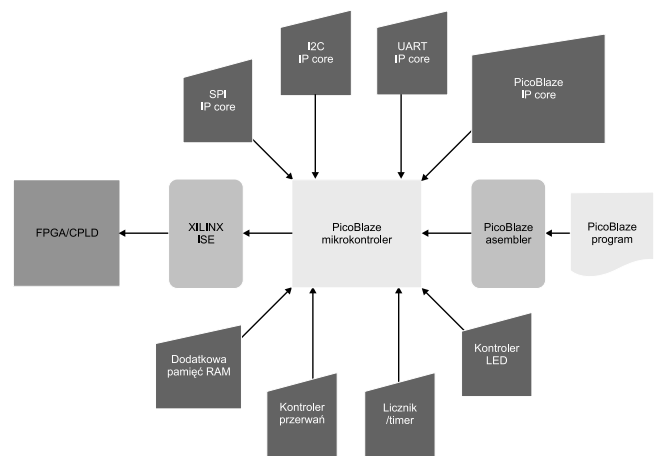 I2C
IP core
UART
IP core
SPI
IP core
PicoBlaze
IP core
FPGA/CPLD
XILINX
ISE
PicoBlaze
mikrokontroler
PicoBlaze
asembler
PicoBlaze
program
Dodatkowa
pamięć RAM
Kontroler
przerwań
Licznik
/timer
Kontroler
LED